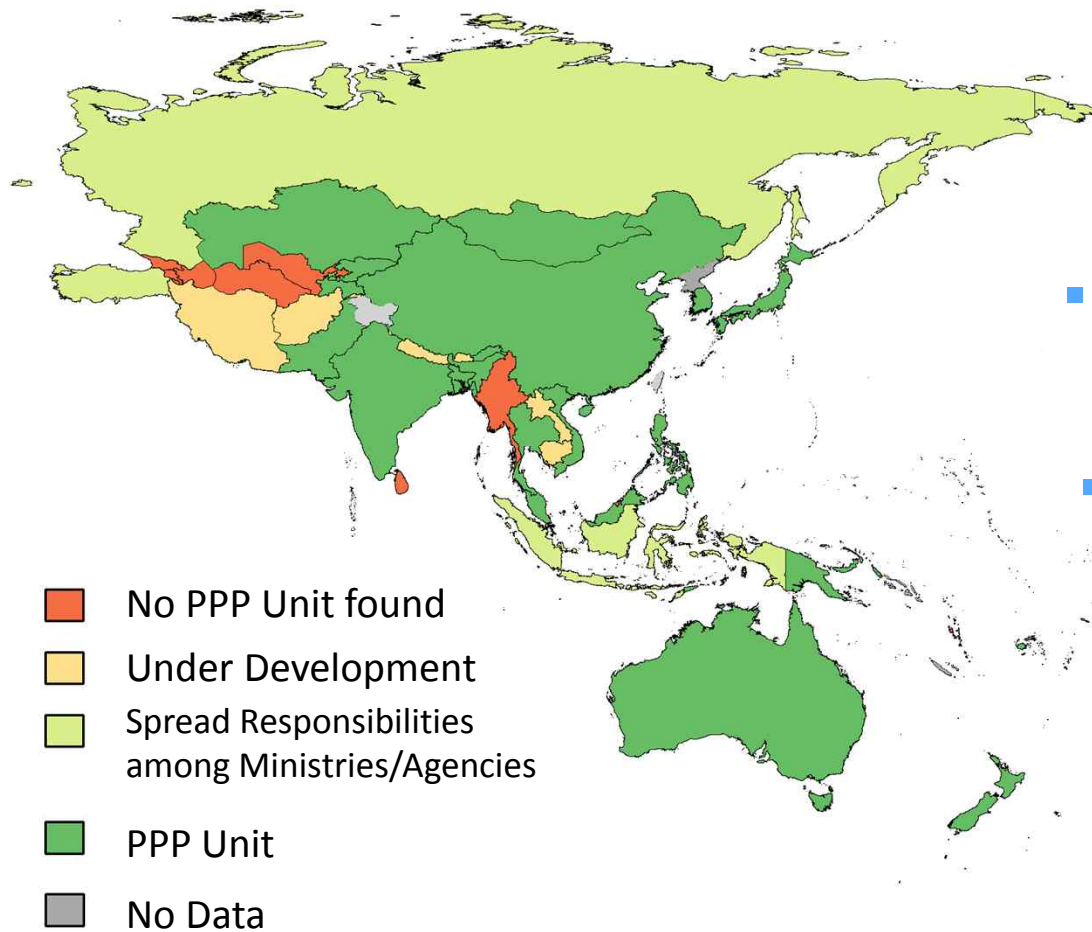 No PPP Unit found
Under Development
Spread Responsibilities
among Ministries/Agencies
PPP Unit
No Data